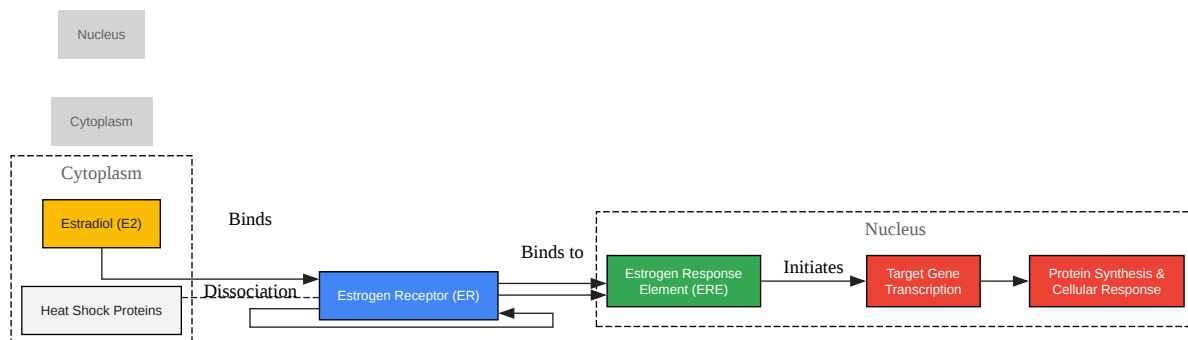 Nucleus
Cytoplasm
Cytoplasm
Estradiol (E2)
Binds
Nucleus
Binds to
Estrogen Response
Element (ERE)
Initiates
Target Gene
Transcription
Protein Synthesis &
Cellular Response
Dissociation
Estrogen Receptor (ER)
Heat Shock Proteins